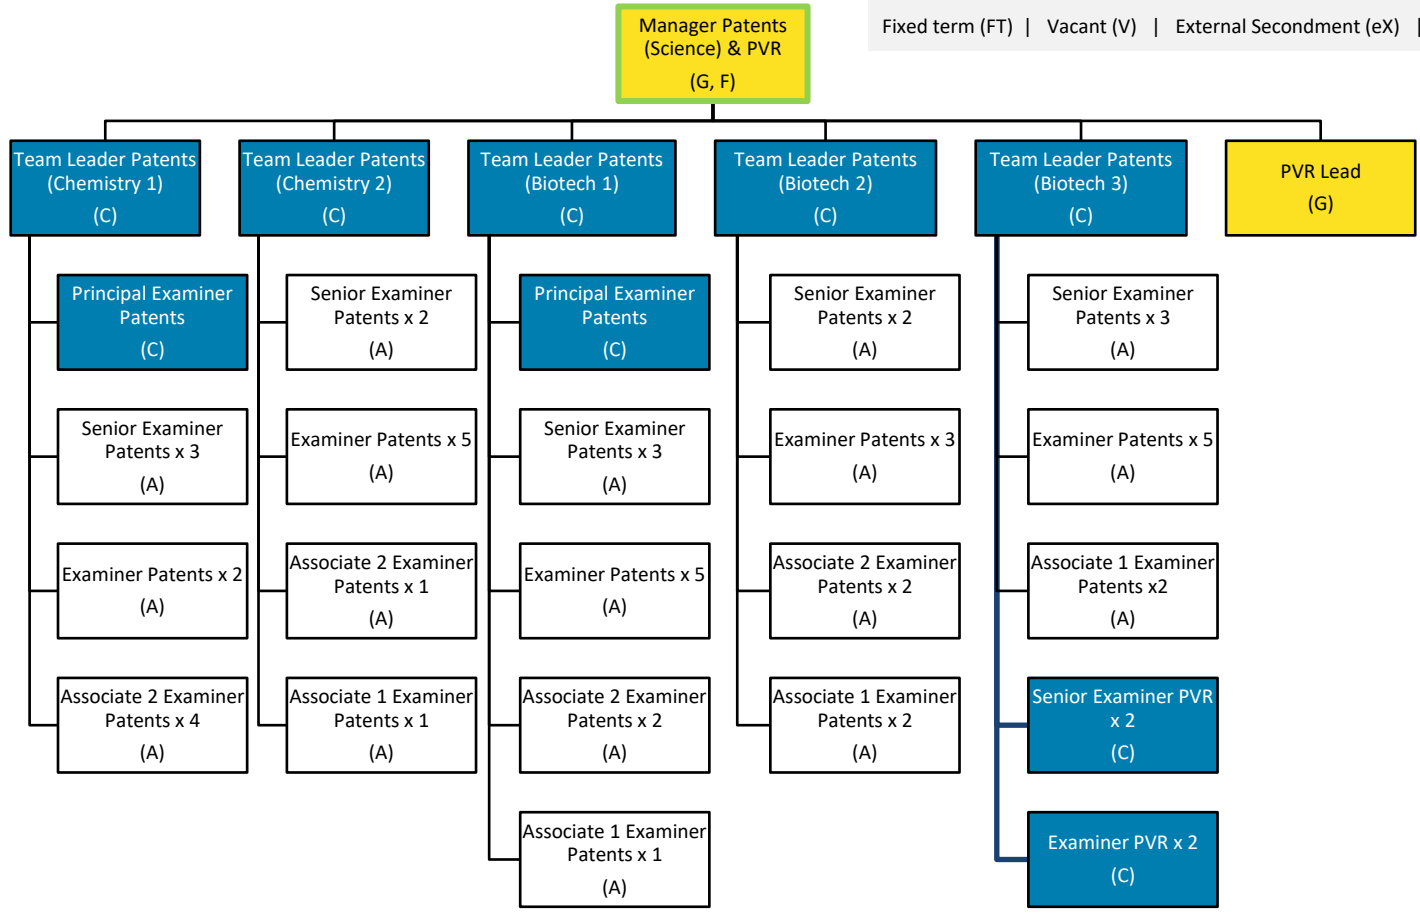 Manager Patents
(Science) & PVR
(G, F)
Fixed term (FT) | Vacant (V) | External Secondment (eX) |
Team Leader Patents
(Chemistry 1)
(C)
Team Leader Patents
(Chemistry 2)
(C)
Team Leader Patents
(Biotech 1)
(C)
Team Leader Patents
(Biotech 2)
(C)
Team Leader Patents
(Biotech 3)
(C)
PVR Lead
(G)
Principal Examiner
Patents
(C)
Senior Examiner
Patents x 3
(A)
Examiner Patents x 2
(A)
Associate 2 Examiner
Patents x 4
(A)
Senior Examiner
Patents x 2
(A)
Examiner Patents x 5
(A)
Associate 2 Examiner
Patents x 1
(A)
Associate 1 Examiner
Patents x 1
(A)
Principal Examiner
Patents
(C)
Senior Examiner
Patents x 3
(A)
Examiner Patents x 5
(A)
Associate 2 Examiner
Patents x 2
(A)
Associate 1 Examiner
Patents x 1
(A)
Senior Examiner
Patents x 2
(A)
Examiner Patents x 3
(A)
Associate 2 Examiner
Patents x 2
(A)
Associate 1 Examiner
Patents x 2
(A)
Senior Examiner
Patents x 3
(A)
Examiner Patents x 5
(A)
Associate 1 Examiner
Patents x2
(A)
Senior Examiner PVR
x 2
(C)
Examiner PVR x 2
(C)